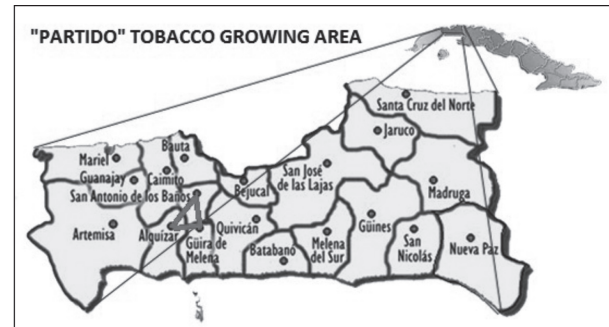 "PARTIDO" TOBACCO GROWING AREA
Santa Cruz del Norte
Jaruco
Bauta
Mariel
Guanajay
Caimito
San José
de las Lajas
Bejucal
Madruga
San Antonio de los Baños
Artemisa
Alquízar
Güira de
Melena
Quivicán
Batabanó
Melena
del Sur
Güines
San
Nicolás
Nueva Paz